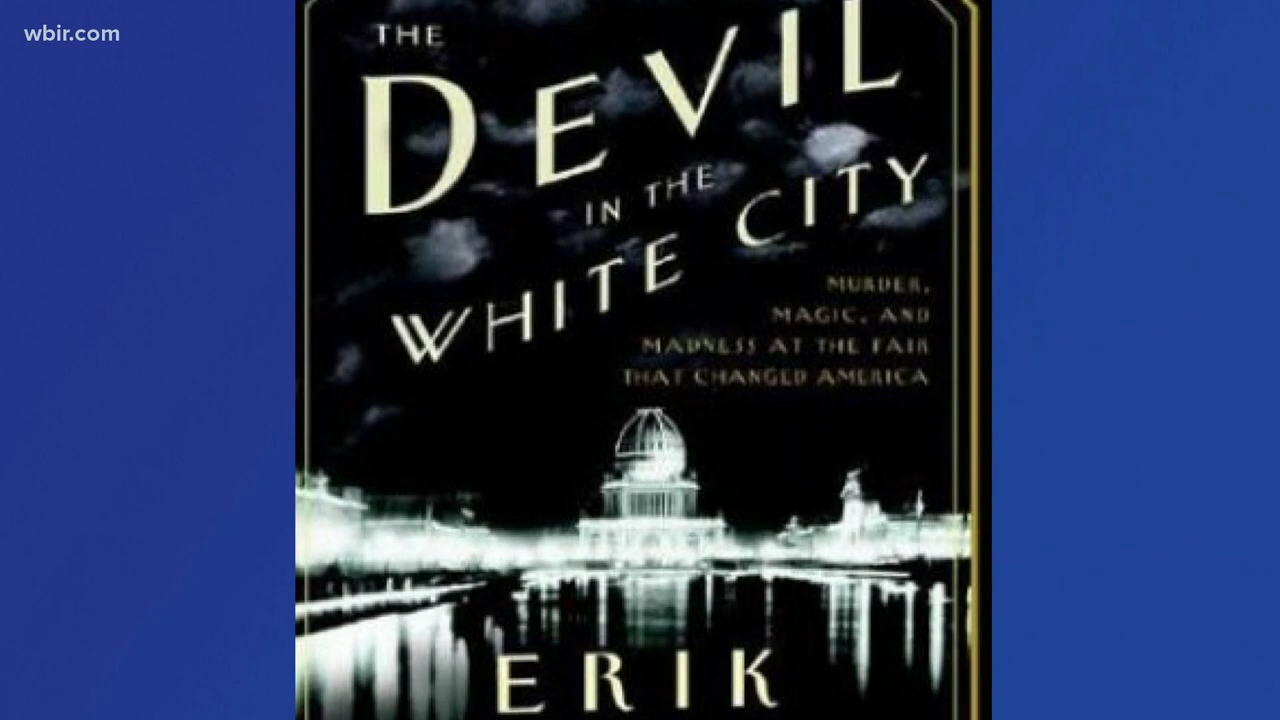 wbir.com
THE
DEVIL
IN THE
WHITE CITY
MURDER,
MAGIC, AND
MADNESS AT THE FAIR
THAT CHANGED AMERICA
ERIK